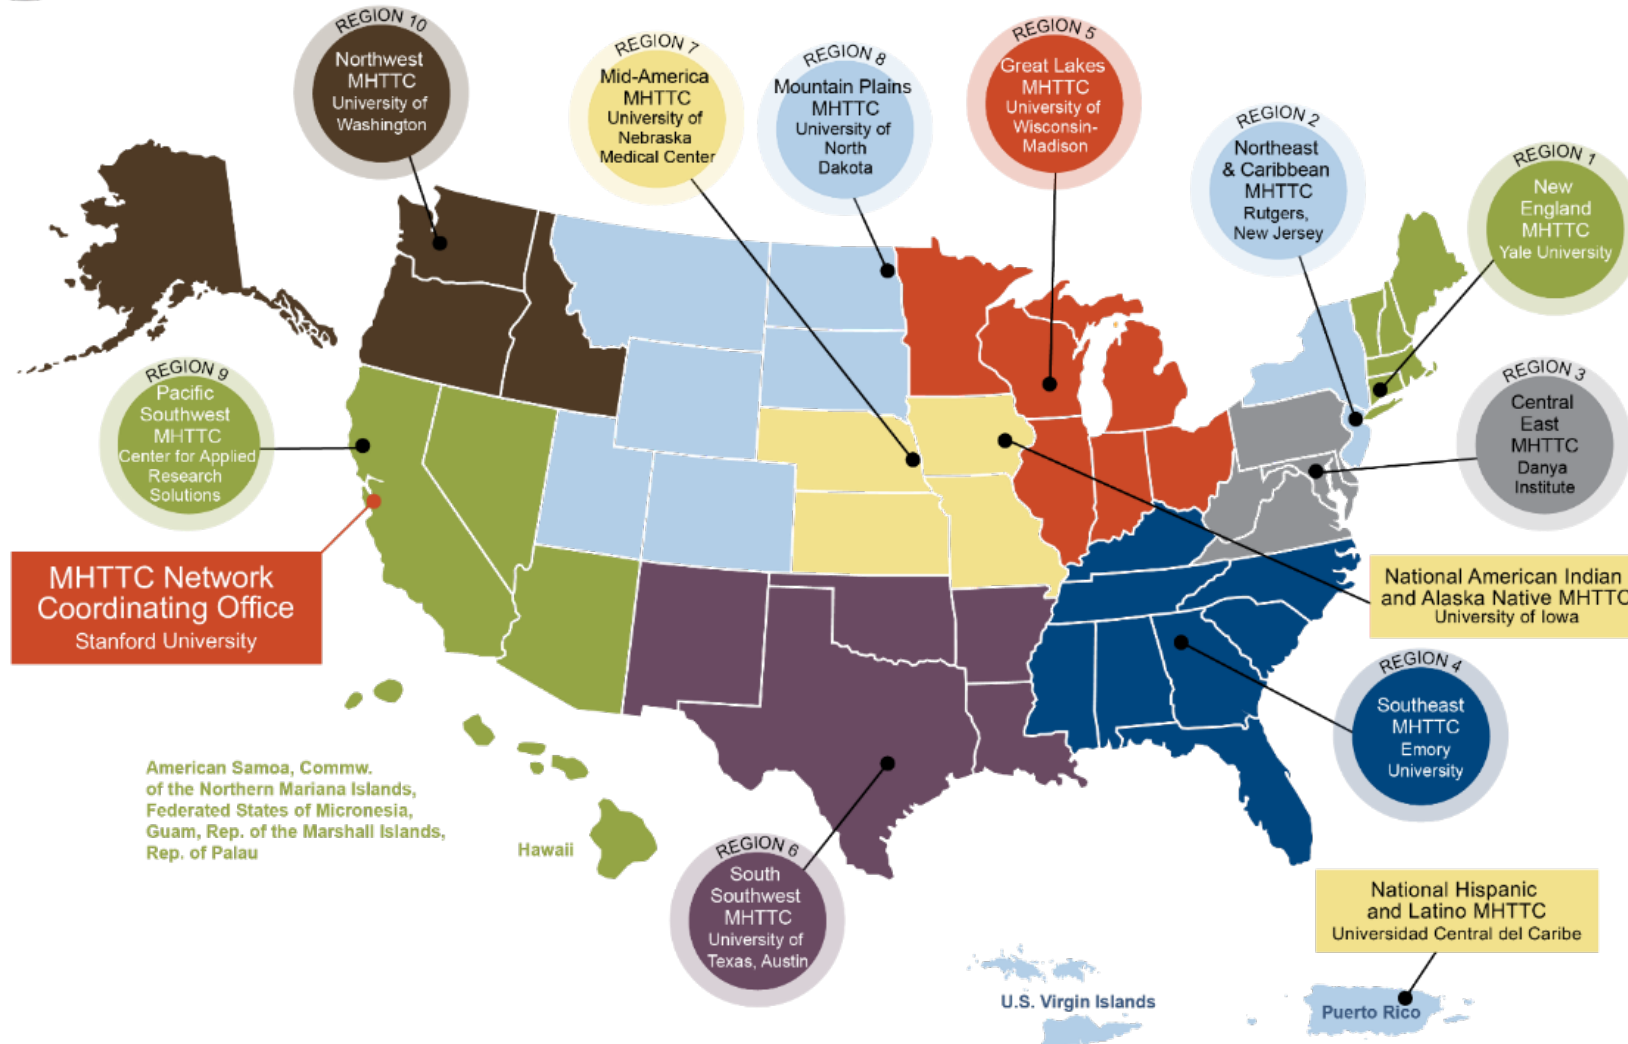 REGION 10
Northwest
MHTTC
University of
Washington
REGION 7
Mid-America
MHTTC
University of
Nebraska
Medical Center
REGION 8
Mountain Plains
MHTTC
University of
North
Dakota
REGION 5
Great Lakes
MHTTC
University of
Wisconsin-
Madison
REGION 2
Northeast
& Caribbean
MHTTC
Rutgers,
New Jersey
REGION 1
New
England
MHTTC
Yale University
REGION 9
Pacific
Southwest
MHTTC
Center for Applied
Research
Solutions
REGION 3
Central
East
MHTTC
Danya
Institute
MHTTC Network
Coordinating Office
Stanford University
National American Indian
and Alaska Native MHTTC
University of Iowa
REGION 4
Southeast
MHTTC
Emory
University
American Samoa, Commw.
of the Northern Mariana Islands,
Federated States of Micronesia,
Guam, Rep. of the Marshall Islands,
Rep. of Palau
Hawaii
REGION 6
South
Southwest
MHTTC
University of
Texas, Austin
National Hispanic
and Latino MHTTC
Universidad Central del Caribe
U.S. Virgin Islands
Puerto Rico